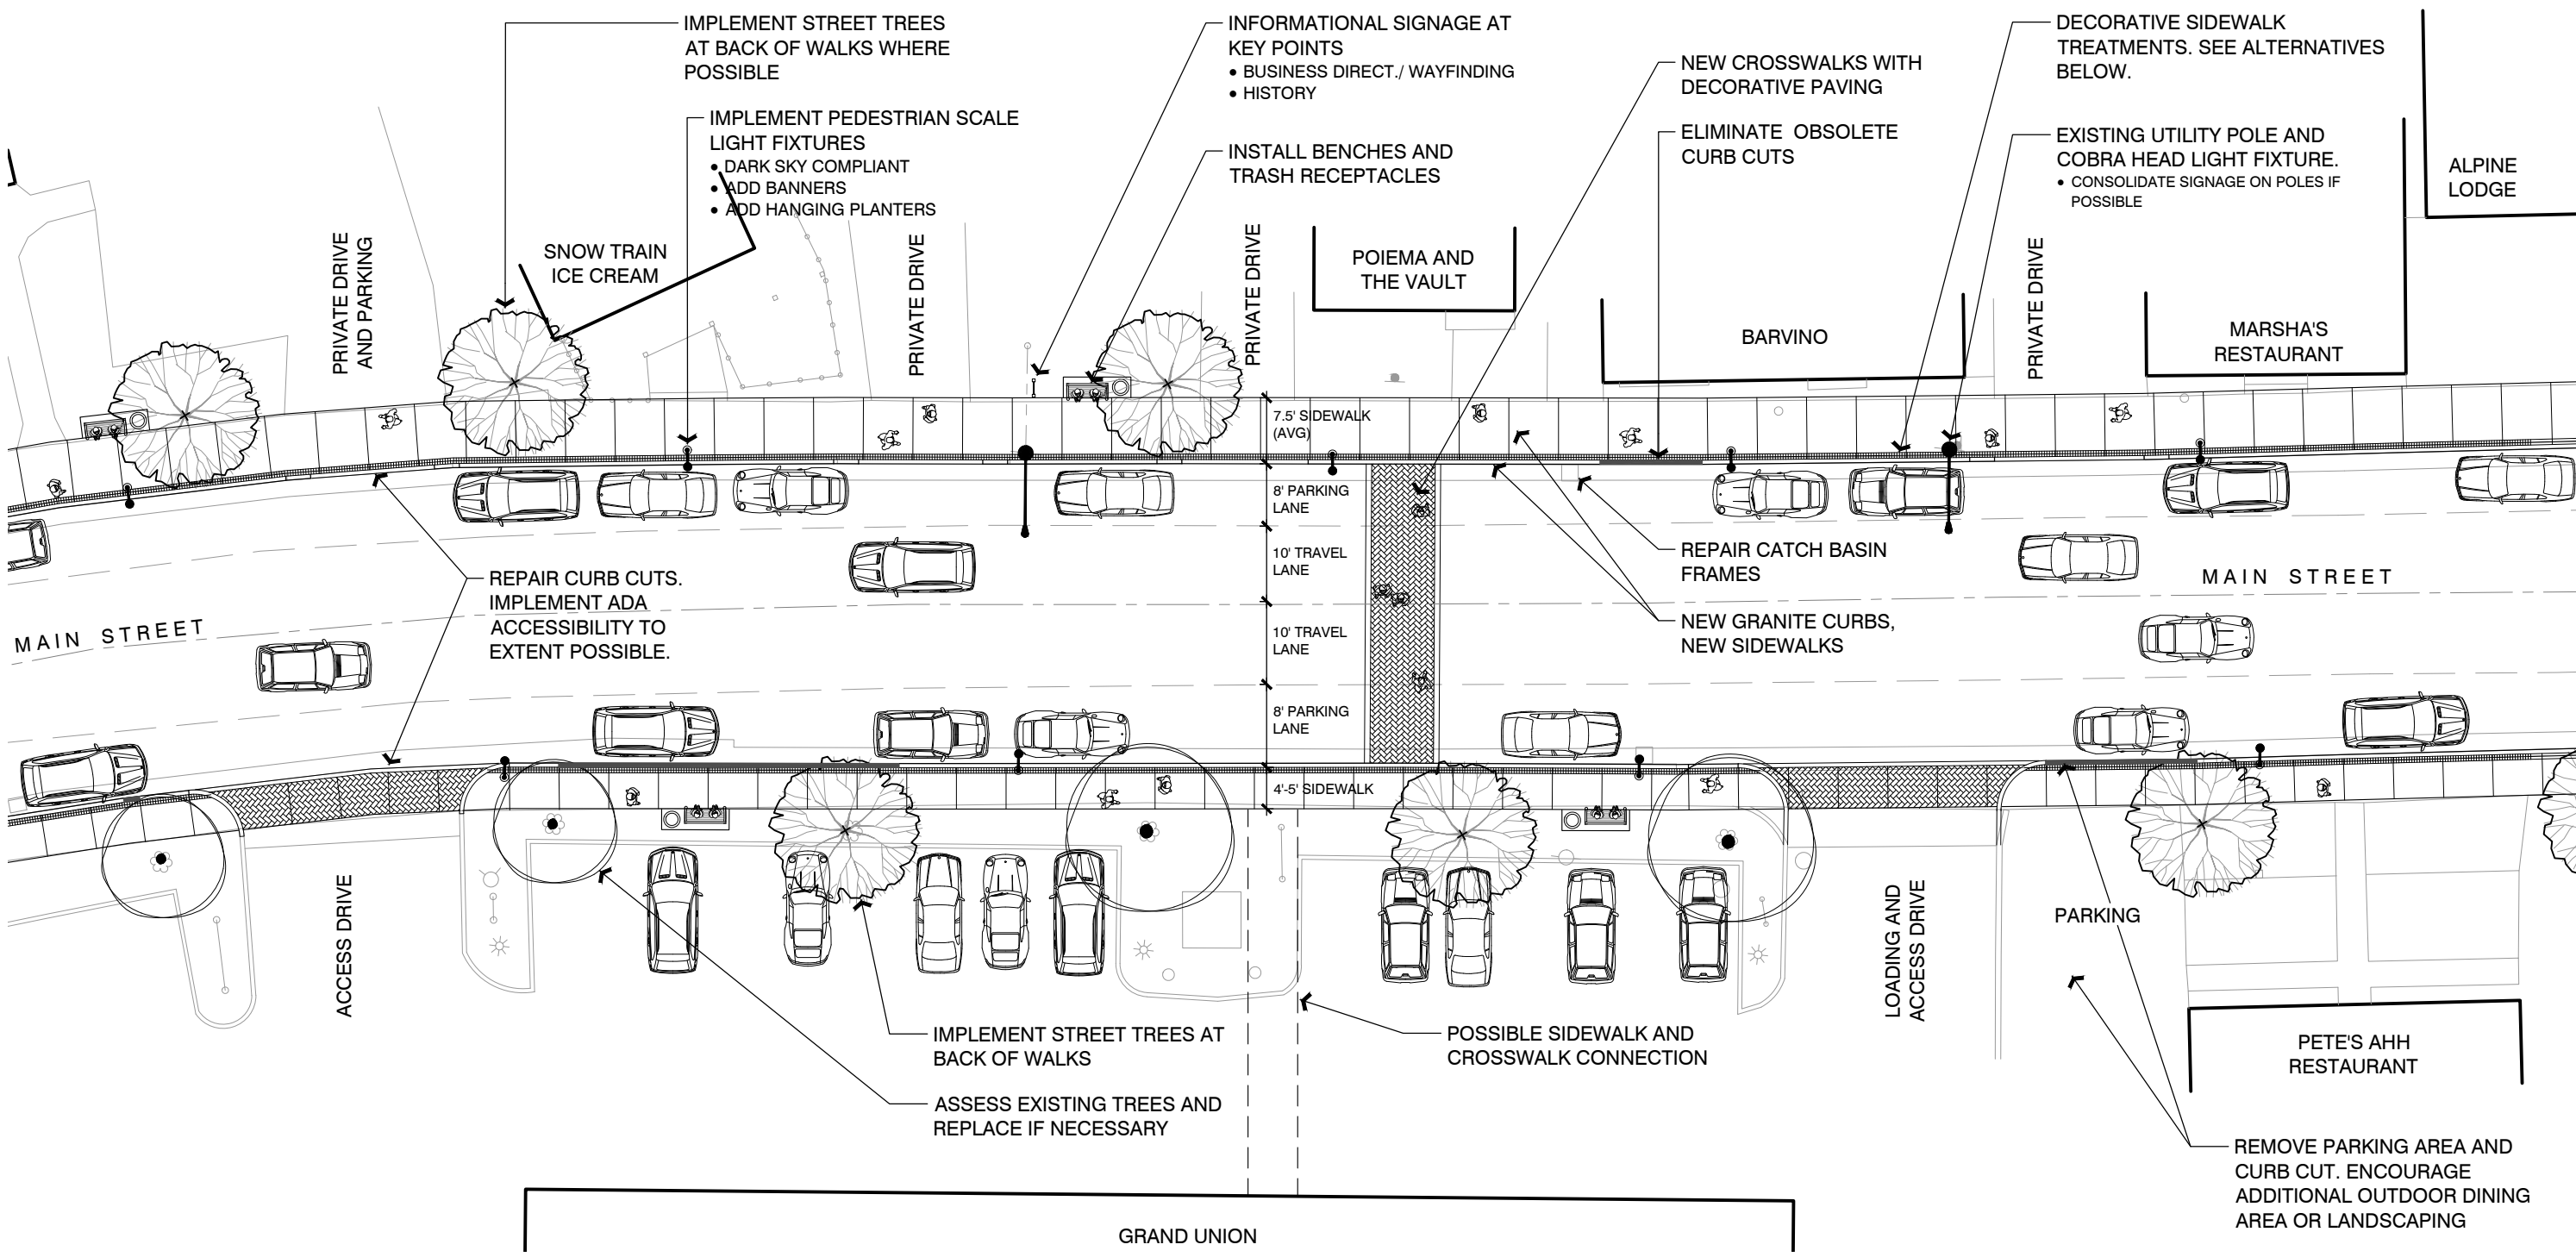 IMPLEMENT STREET TREES
AT BACK OF WALKS WHERE
POSSIBLE
IMPLEMENT PEDESTRIAN SCALE
LIGHT FIXTURES
• DARK SKY COMPLIANT
• ADD BANNERS
• ADD HANGING PLANTERS
INFORMATIONAL SIGNAGE AT
KEY POINTS
• BUSINESS DIRECT./ WAYFINDING
• HISTORY
INSTALL BENCHES AND
TRASH RECEPTACLES
NEW CROSSWALKS WITH
DECORATIVE PAVING
ELIMINATE OBSOLETE
CURB CUTS
DECORATIVE SIDEWALK
TREATMENTS. SEE ALTERNATIVES
BELOW.
EXISTING UTILITY POLE AND
COBRA HEAD LIGHT FIXTURE.
• CONSOLIDATE SIGNAGE ON POLES IF
POSSIBLE
ALPINE
LODGE
PRIVATE DRIVE
AND PARKING
SNOW TRAIN
ICE CREAM
PRIVATE DRIVE
PRIVATE DRIVE
POIEMA AND
THE VAULT
BARVINO
PRIVATE DRIVE
MARSHA'S
RESTAURANT
7.5' SIDEWALK
(AVG)
8' PARKING
LANE
10' TRAVEL
LANE
10' TRAVEL
LANE
8' PARKING
LANE
4'-5' SIDEWALK
MAIN STREET
REPAIR CURB CUTS.
IMPLEMENT ADA
ACCESSIBILITY TO
EXTENT POSSIBLE.
REPAIR CATCH BASIN
FRAMES
NEW GRANITE CURBS,
NEW SIDEWALKS
MAIN STREET
ACCESS DRIVE
LOADING AND
ACCESS DRIVE
PARKING
IMPLEMENT STREET TREES AT
BACK OF WALKS
ASSESS EXISTING TREES AND
REPLACE IF NECESSARY
POSSIBLE SIDEWALK AND
CROSSWALK CONNECTION
PETE'S AHH
RESTAURANT
REMOVE PARKING AREA AND
CURB CUT. ENCOURAGE
ADDITIONAL OUTDOOR DINING
AREA OR LANDSCAPING
GRAND UNION